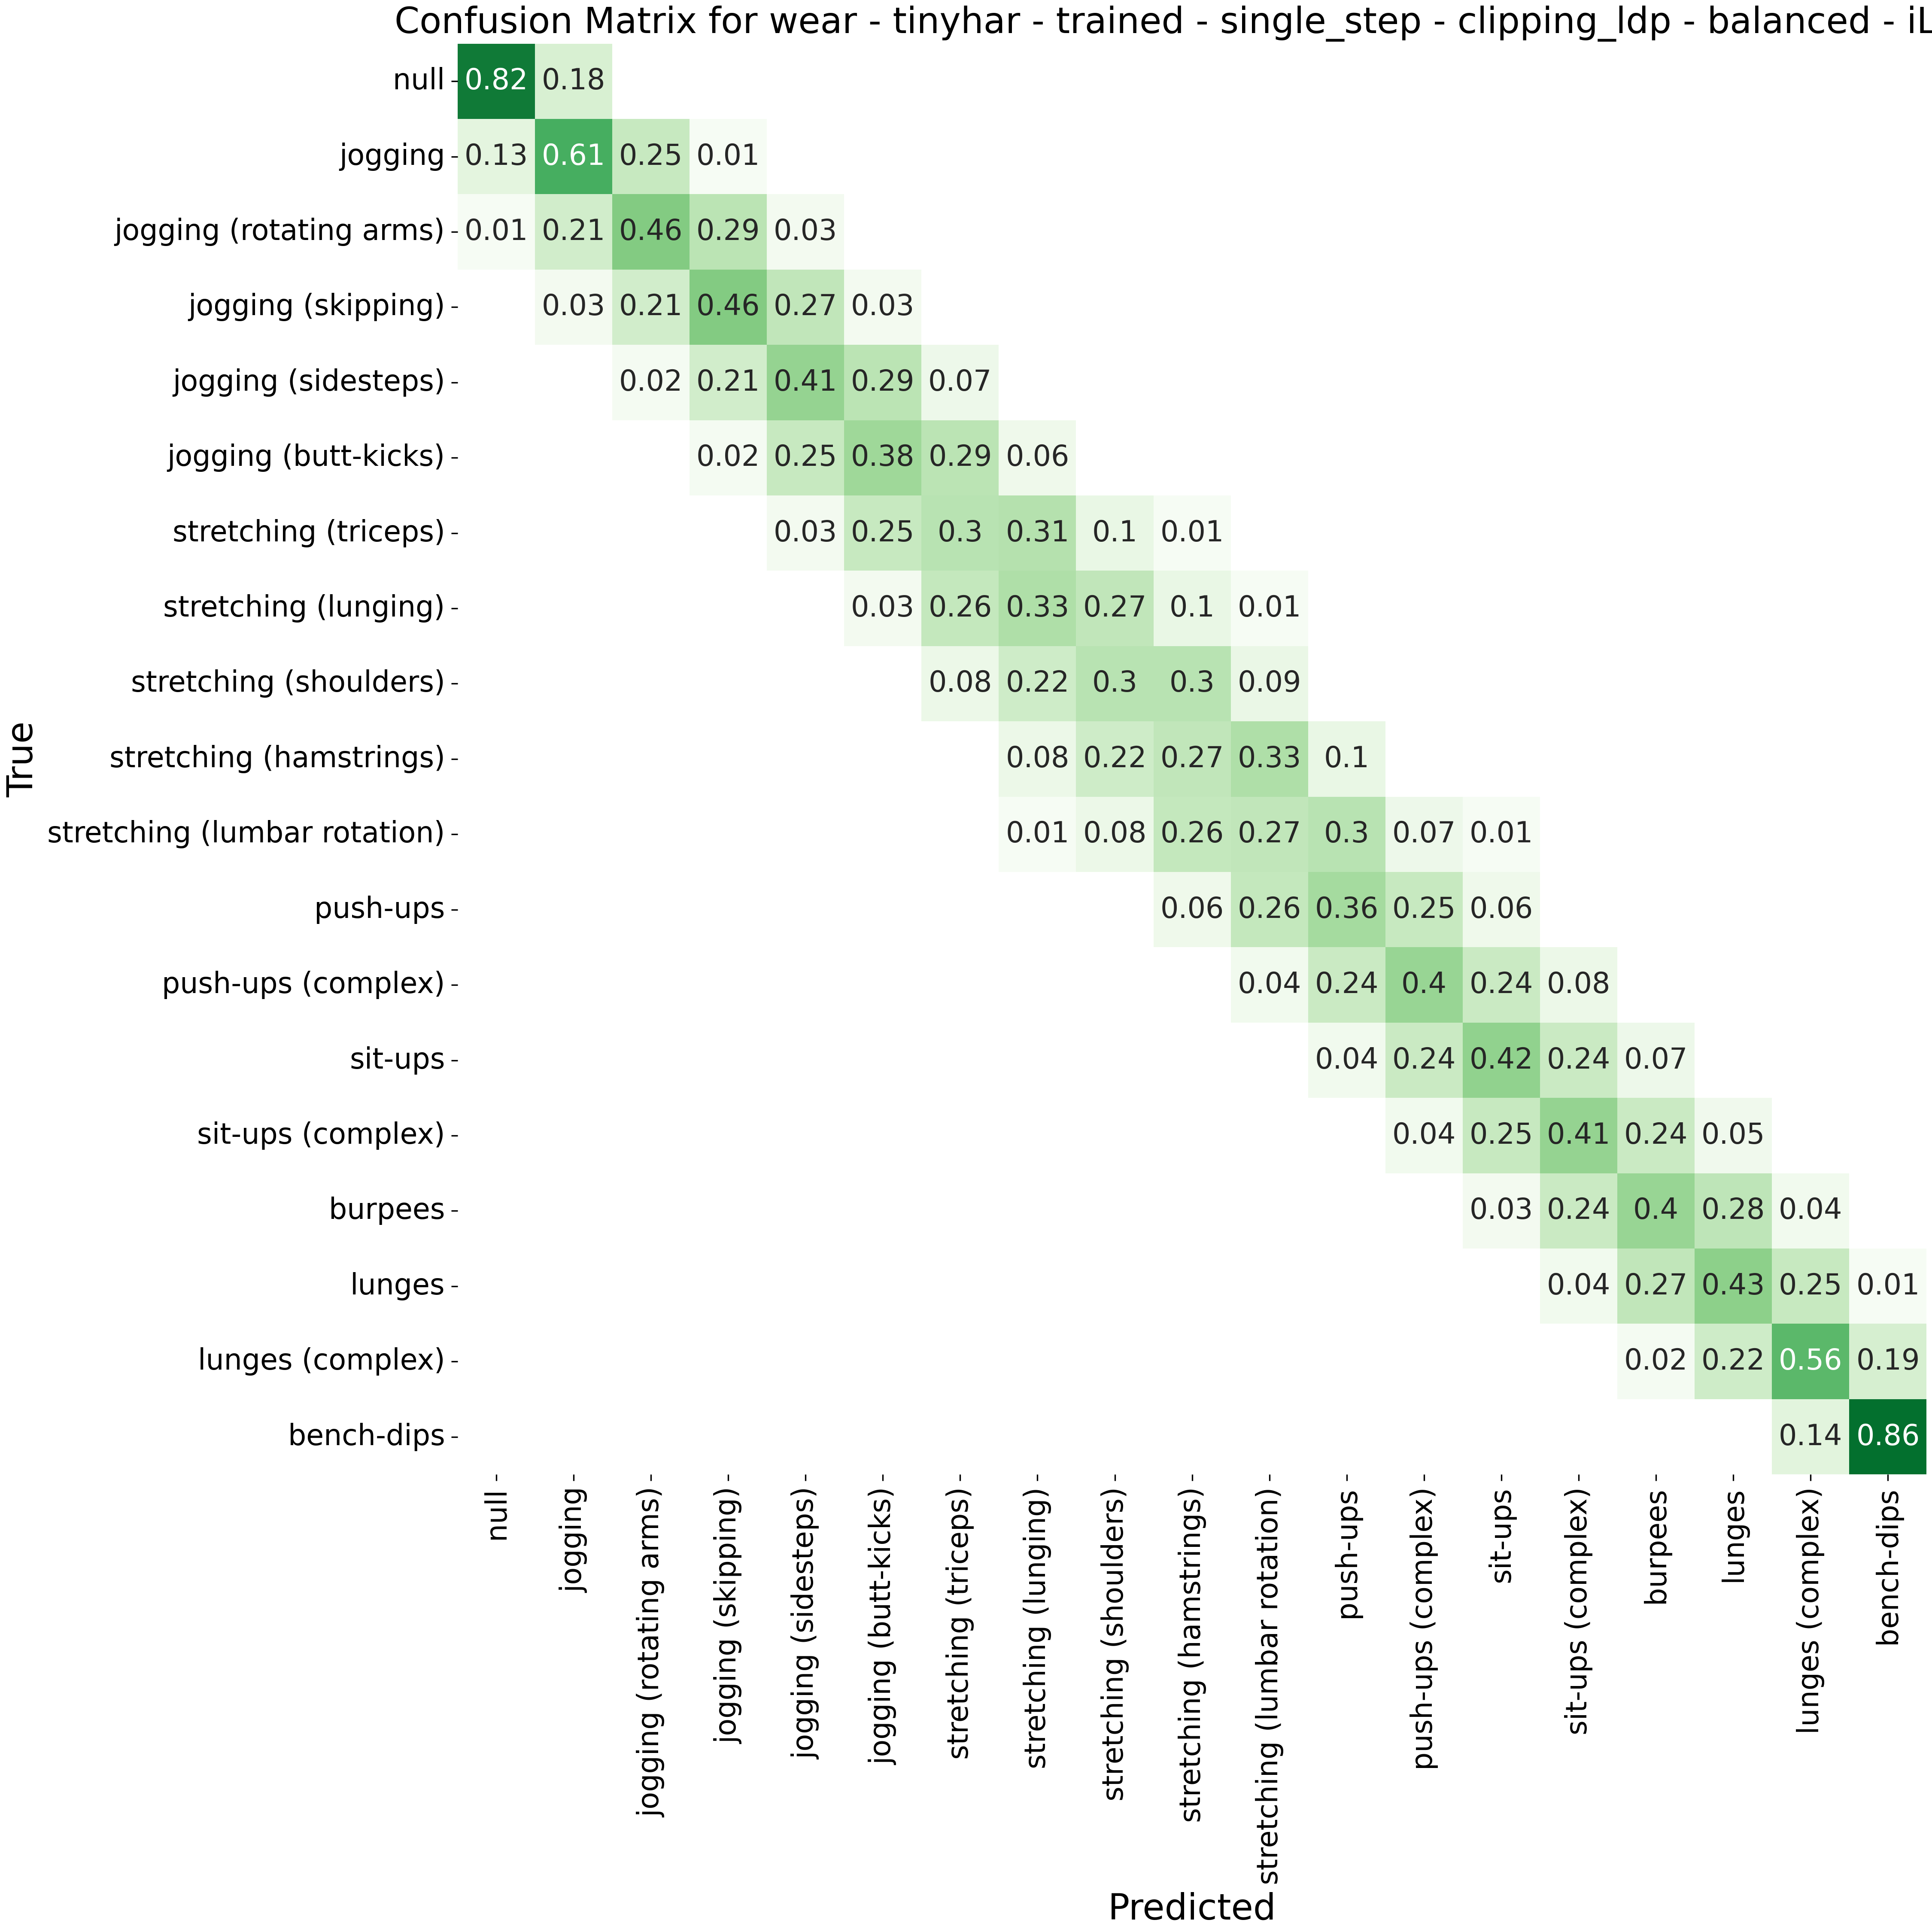 Confusion Matrix for wear - tinyhar - trained - single_step - clipping_ldp - balanced - iL
null 0.82 0.18
jogging 0.13 0.61 0.25 0.01
jogging (rotating arms) 0.01 0.21 0.46 0.29 0.03
jogging (skipping) 0.03 0.21 0.46 0.27 0.03
jogging (sidesteps) 0.02 0.21 0.41 0.29 0.07
jogging (butt-kicks) 0.02 0.25 0.38 0.29 0.06
stretching (triceps) 0.03 0.25 0.3 0.31 0.1 0.01
stretching (lunging) 0.03 0.26 0.33 0.27 0.1 0.01
stretching (shoulders) 0.08 0.22 0.3 0.3 0.09
stretching (hamstrings) 0.08 0.22 0.27 0.33 0.1
stretching (lumbar rotation) 0.01 0.08 0.26 0.27 0.3 0.07 0.01
push-ups 0.06 0.26 0.36 0.25 0.06
push-ups (complex) 0.04 0.24 0.4 0.24 0.08
sit-ups 0.04 0.24 0.42 0.24 0.07
sit-ups (complex) 0.04 0.25 0.41 0.24 0.05
burpees 0.03 0.24 0.4 0.28 0.04
lunges 0.04 0.27 0.43 0.25 0.01
lunges (complex) 0.02 0.22 0.56 0.19
bench-dips 0.14 0.86
True
null
jogging
jogging (rotating arms)
jogging (skipping)
jogging (sidesteps)
jogging (butt-kicks)
stretching (triceps)
stretching (lunging)
stretching (shoulders)
stretching (hamstrings)
stretching (lumbar rotation)
push-ups
push-ups (complex)
sit-ups
sit-ups (complex)
burpees
lunges
lunges (complex)
bench-dips
Predicted